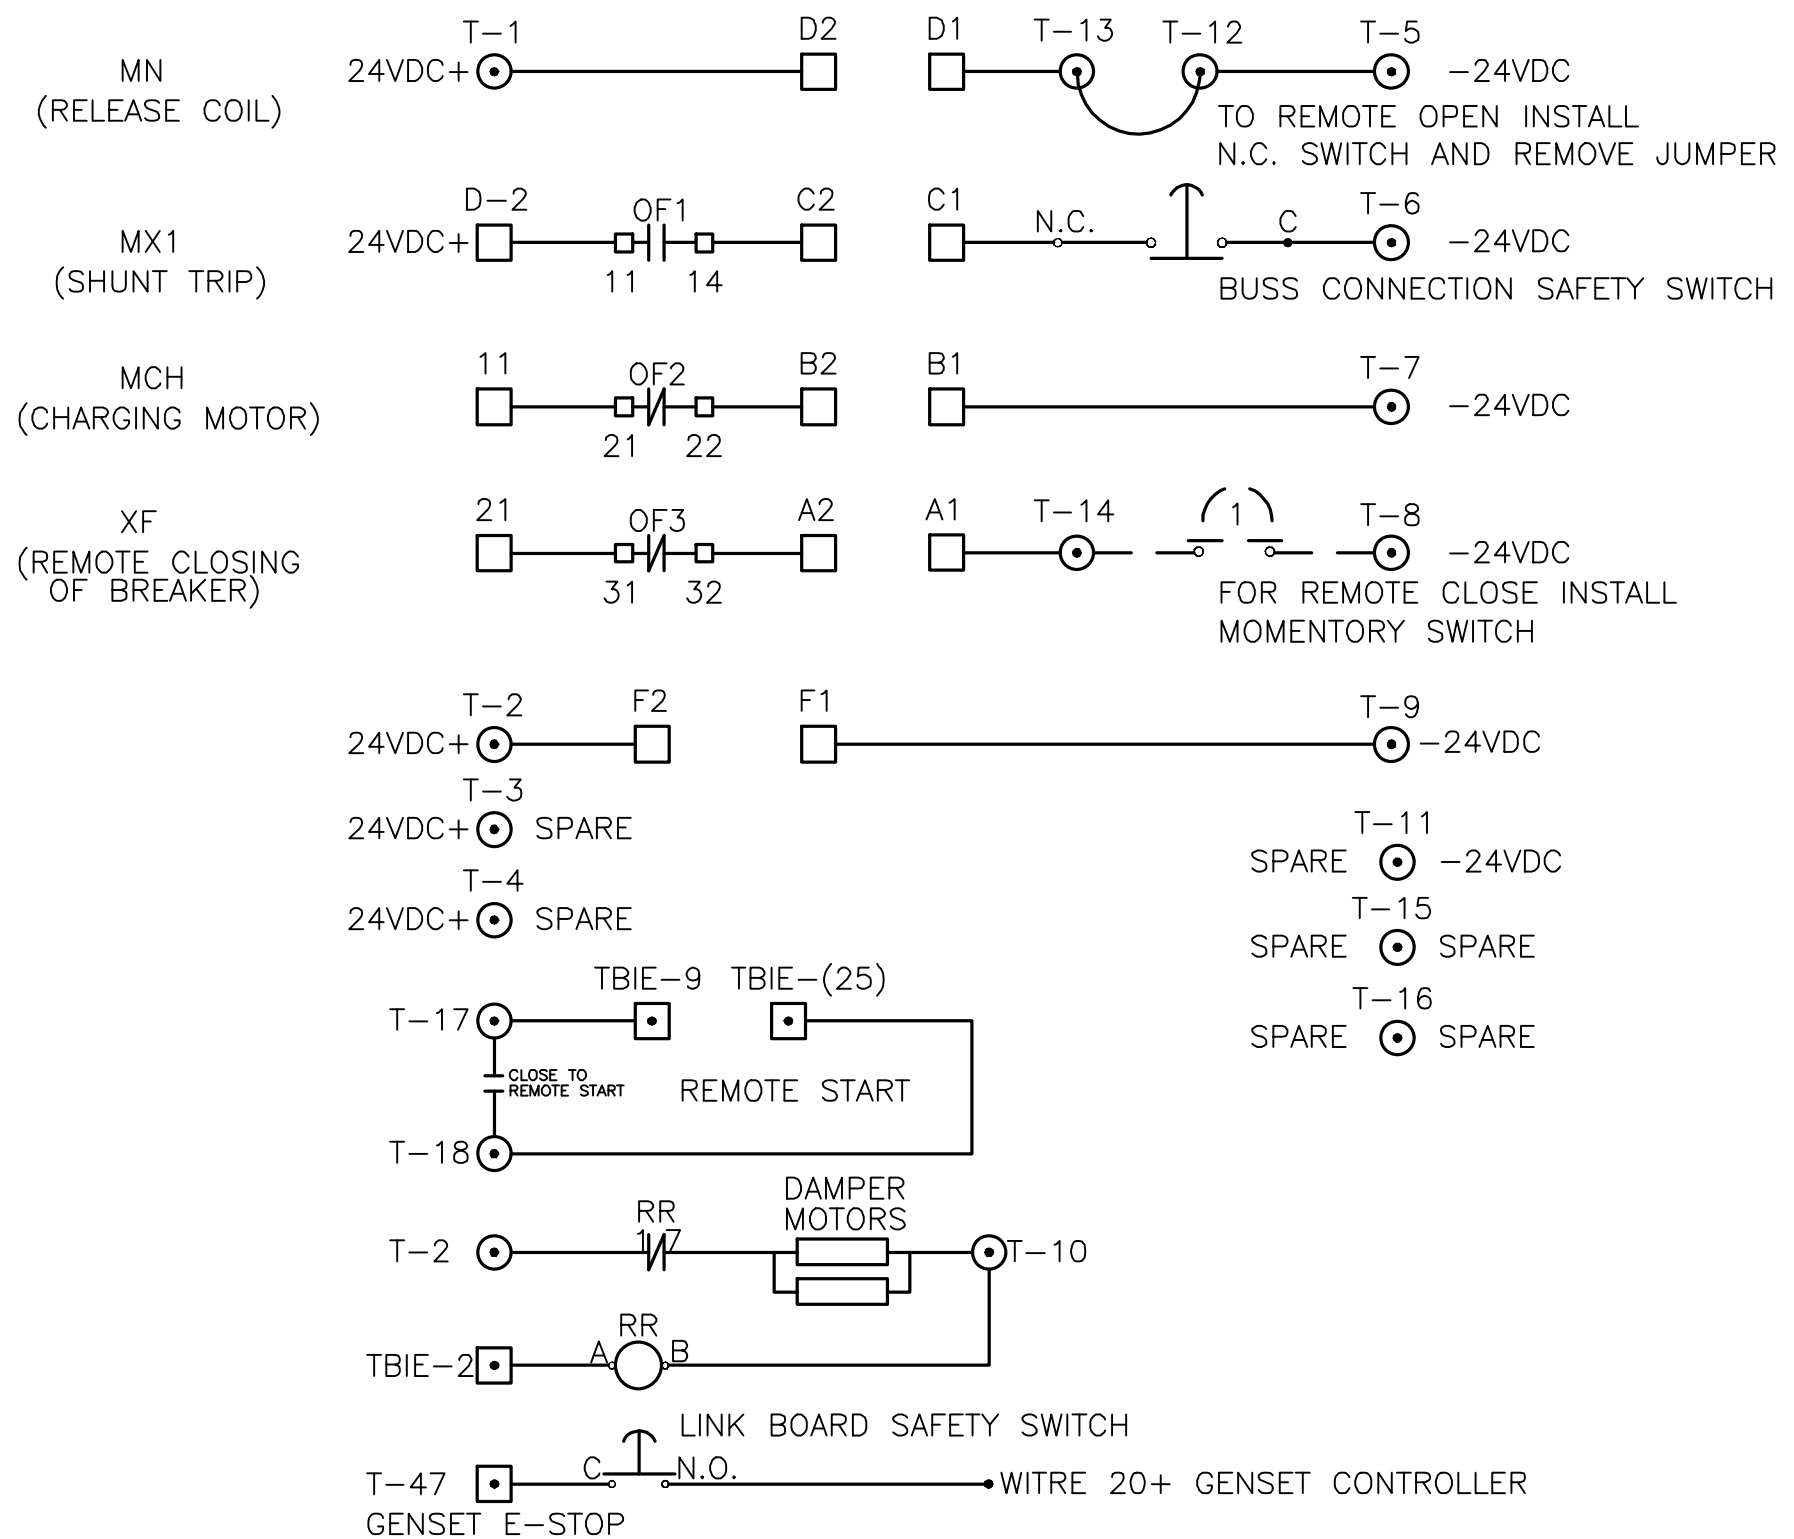 T-1 D2 D1 T-13 T-12 T-5
MN 24VDC+ -24VDC
(RELEASE COIL)
TO REMOTE OPEN INSTALL
N.C. SWITCH AND REMOVE JUMPER
D-2 OF1 C2 C1 N.C. C T-6
MX1 24VDC+ -24VDC
(SHUNT TRIP) 11 14
BUSS CONNECTION SAFETY SWITCH
11 OF2 B2 B1 T-7
MCH
(CHARGING MOTOR) -24VDC
21 22
21 OF3 A2 A1 T-14 1 T-8
XF
(REMOTE CLOSING -24VDC
OF BREAKER) 31 32
FOR REMOTE CLOSE INSTALL
MOMENTORY SWITCH
T-2 F2 F1 T-9
24VDC+ -24VDC
T-3
24VDC+ SPARE
T-11
SPARE -24VDC
T-4
24VDC+ SPARE
T-15
SPARE SPARE
TBIE-9 TBIE-(25)
T-16
T-17
SPARE SPARE
CLOSE TO
REMOTE START
REMOTE START
T-18
DAMPER
MOTORS
RR
1 7
T-2 T-10
RR
A B
TBIE-2
LINK BOARD SAFETY SWITCH
C N.O.
T-47 WITRE 20+ GENSET CONTROLLER
GENSET E-STOP